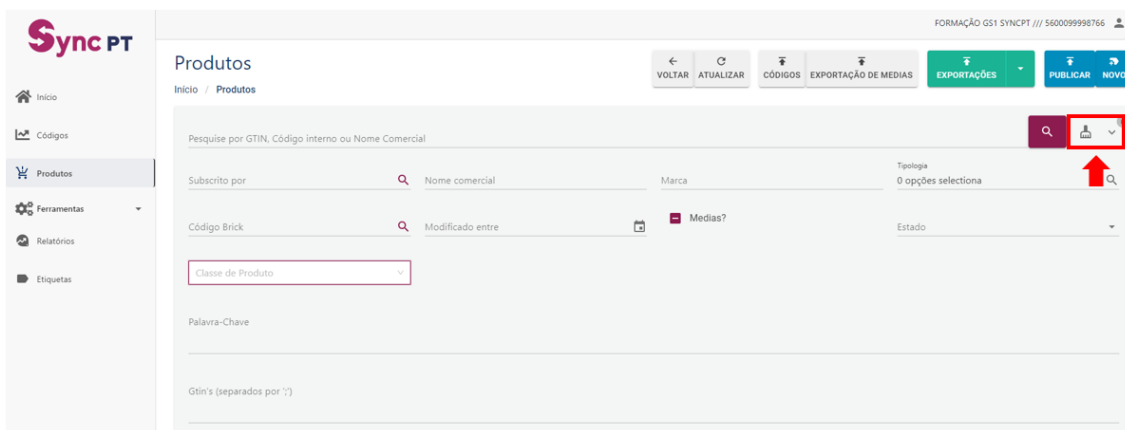 Sync PT
FORMAÇÃO GS1 SYNCPT /// 5600099998766
Produtos
Início / Produtos
VOLTAR
ATUALIZAR
CÓDIGOS
EXPORTAÇÃO DE MEDIAS
EXPORTAÇÕES
PUBLICAR
NOVO
Início
Códigos
Produtos
Ferramentas
Relatórios
Etiquetas
Pesquise por GTIN, Código interno ou Nome Comercial
Subscrito por
Nome comercial
Marca
Tipologia
0 opções selectiona
Código Brick
Modificado entre
Medias?
Estado
Classe de Produto
Palavra-Chave
Gtin's (separados por ';')